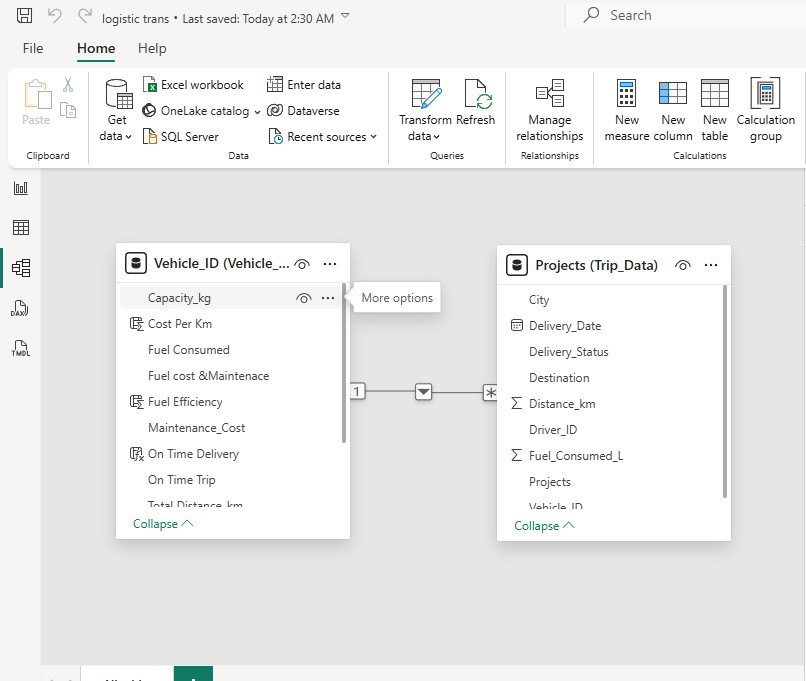 logistic trans • Last saved: Today at 2:30 AM
Search
File
Home
Help
Paste
Clipboard
Get data
Excel workbook
OneLake catalog
SQL Server
Enter data
Dataverse
Recent sources
Data
Transform data
Refresh
Queries
Manage relationships
Relationships
New measure
New column
New table
Calculation group
Calculations
DAX
TMDL
Vehicle_ID (Vehicle_...
Capacity_kg
More options
Cost Per Km
Fuel Consumed
Fuel cost &Maintenace
Fuel Efficiency
Maintenance_Cost
On Time Delivery
On Time Trip
Total Distance_km
Collapse
1
*
Projects (Trip_Data)
City
Delivery_Date
Delivery_Status
Destination
Distance_km
Driver_ID
Fuel_Consumed_L
Projects
Vehicle_ID
Collapse